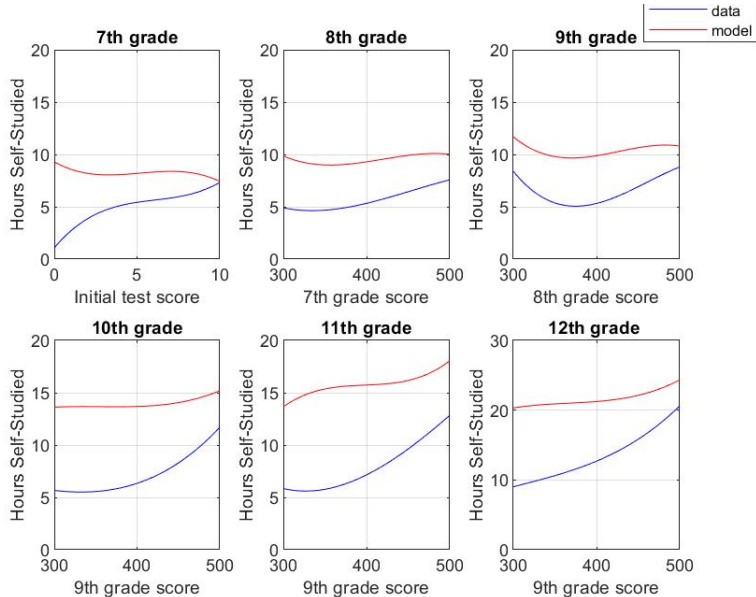 data
model
7th grade
8th grade
9th grade
20
15
10
5
0
Hours Self-Studied
0
5
10
Initial test score
20
15
10
5
0
Hours Self-Studied
300
400
500
7th grade score
20
15
10
5
0
Hours Self-Studied
300
400
500
8th grade score
10th grade
11th grade
12th grade
20
15
10
5
0
Hours Self-Studied
300
400
500
9th grade score
20
15
10
5
0
Hours Self-Studied
300
400
500
9th grade score
30
20
10
0
Hours Self-Studied
300
400
500
9th grade score